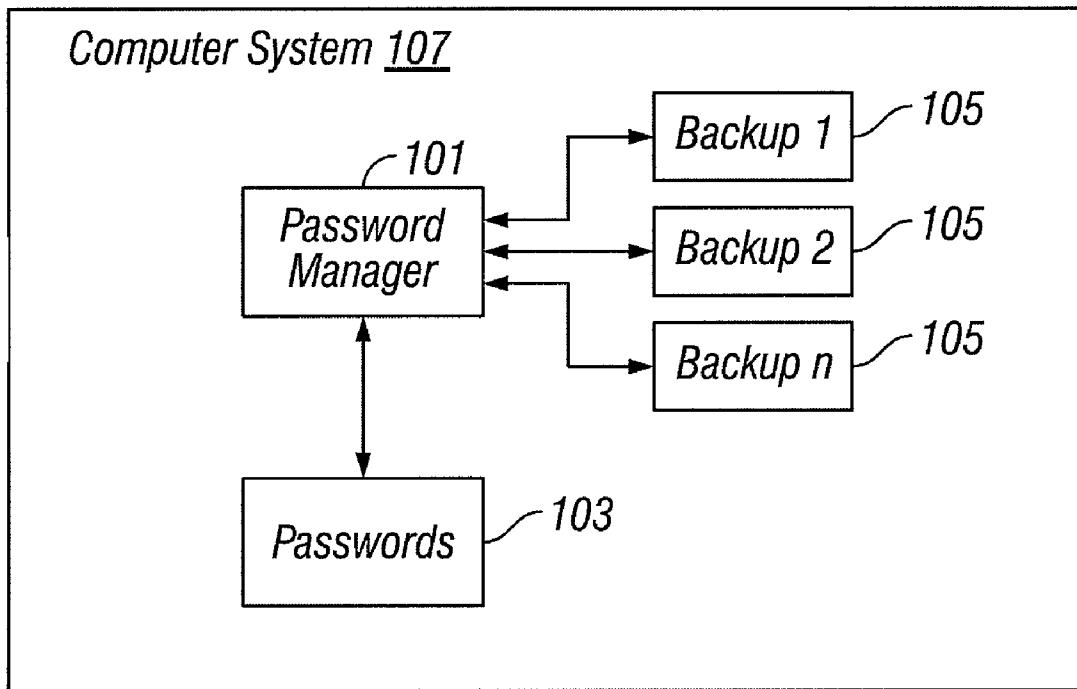 Computer System 107
Backup 1
105
101
Password
Manager
Backup 2
105
Backup n
105
Passwords
103